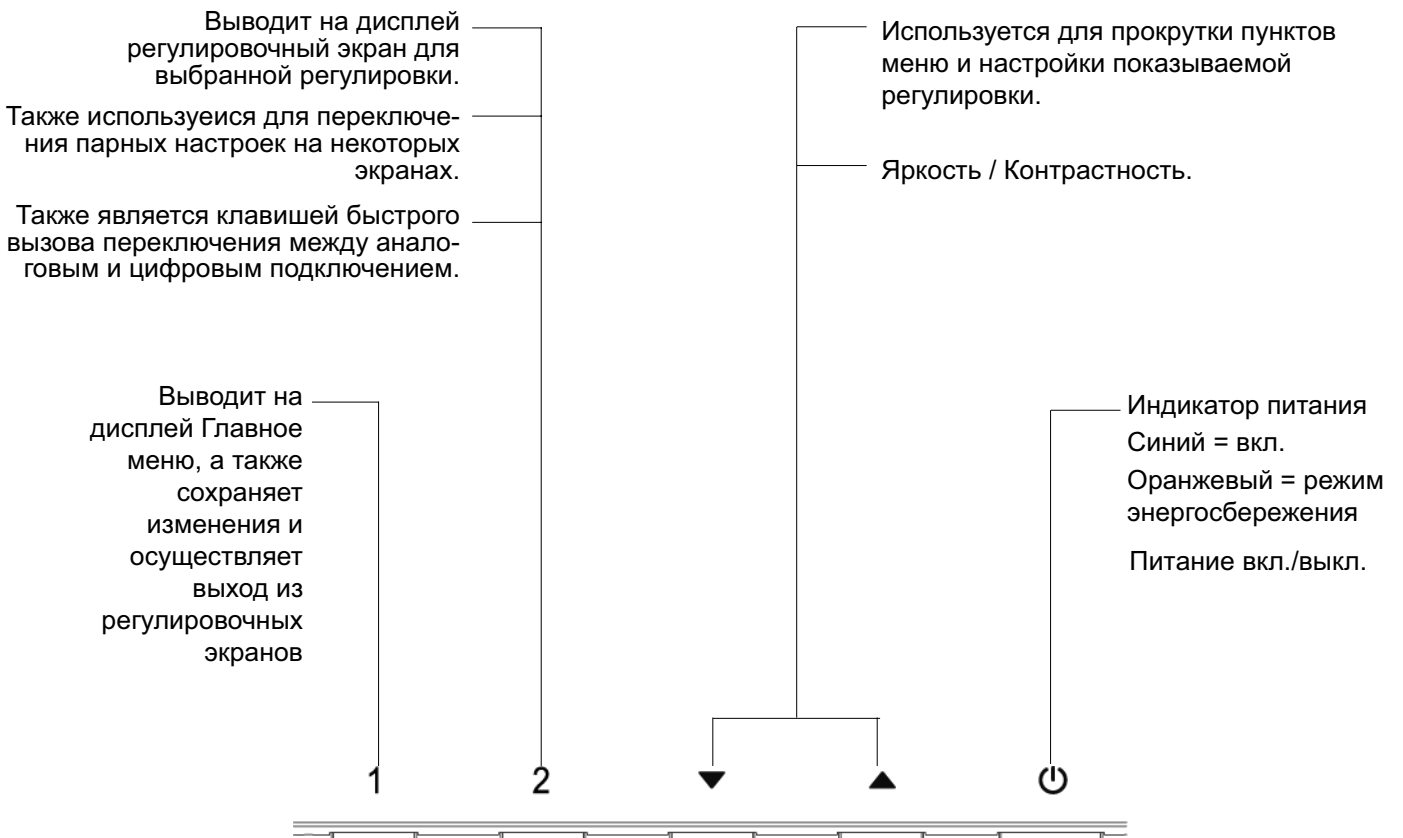 Выводит на дисплей
регулировочный экран для
выбранной регулировки.
Также используеися для переключе-
ния парных настроек на некоторых
экранах.
Также является клавишей быстрого
вызова переключения между анало-
говым и цифровым подключением.
Используется для прокрутки пунктов
меню и настройки показываемой
регулировки.
Яркость / Контрастность.
Выводит на
дисплей Главное
меню, а также
сохраняет
изменения и
осуществляет
выход из
регулировочных
экранов
Индикатор питания
Синий = вкл.
Оранжевый = режим
энергосбережения
Питание вкл./выкл.
1 2 ▼ ▲ ⏻